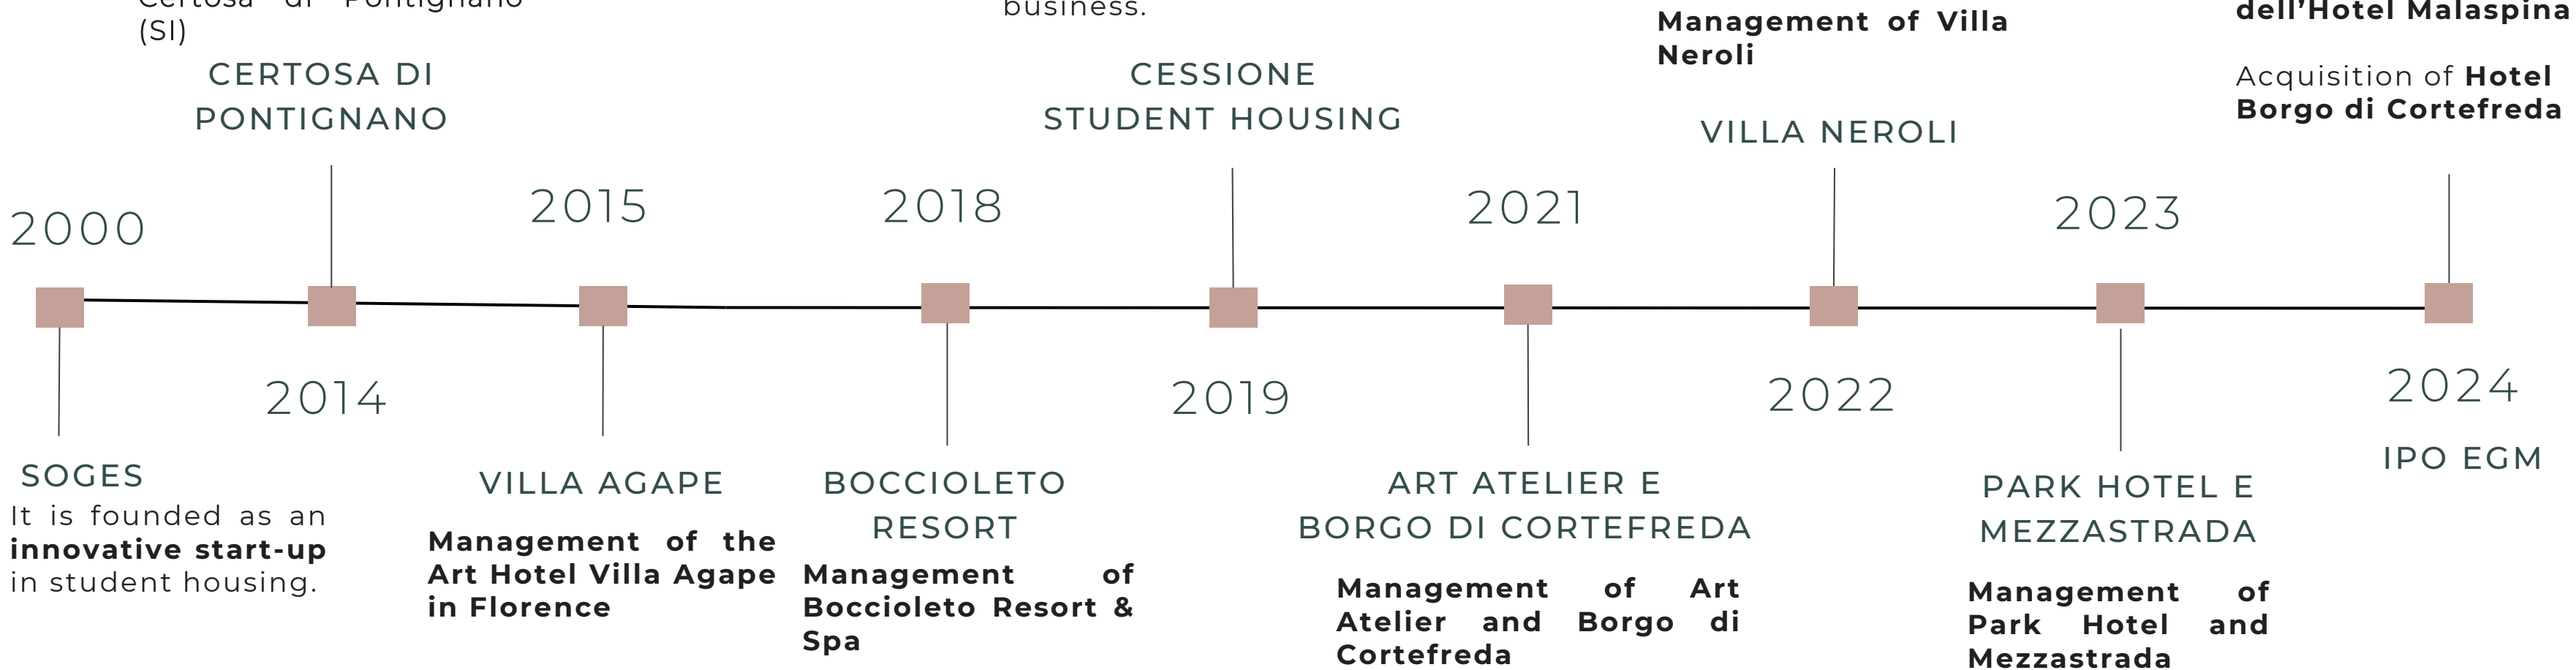 Certosa di Pontignano
(SI)
CERTOSA DI
PONTIGNANO
business.
CESSIONE
STUDENT HOUSING
Management of Villa
Neroli
VILLA NEROLI
dell'Hotel Malaspina
Acquisition of Hotel
Borgo di Cortefreda
2000
2015
2018
2021
2023
2014
2019
2022
2024
IPO EGM
SOGES
It is founded as an
innovative start-up
in student housing.
VILLA AGAPE
Management of the
Art Hotel Villa Agape
in Florence
BOCCIOLETO
RESORT
Management of
Boccioleto Resort &
Spa
ART ATELIER E
BORGO DI CORTEFREDA
Management of Art
Atelier and Borgo di
Cortefreda
PARK HOTEL E
MEZZASTRADA
Management of
Park Hotel and
Mezzastrada